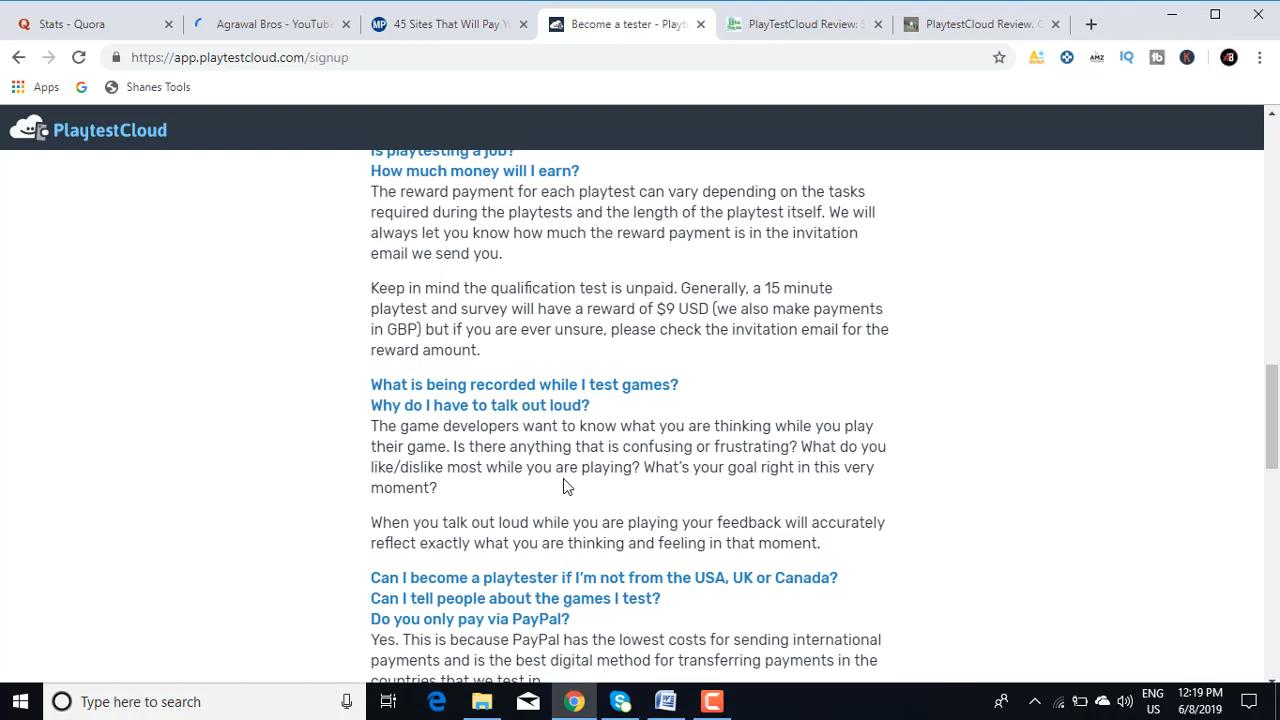 Stats - Quora
Agrawal Bros - YouTube
MP 45 Sites That Will Pay Y
Become a tester - Playt
PlayTestCloud Review: S
PlaytestCloud Review. C
https://app.playtestcloud.com/signup
Apps
G
Shanes Tools
PlaytestCloud
Is playtesting a job?
How much money will I earn?
The reward payment for each playtest can vary depending on the tasks
required during the playtests and the length of the playtest itself. We will
always let you know how much the reward payment is in the invitation
email we send you.
Keep in mind the qualification test is unpaid. Generally, a 15 minute
playtest and survey will have a reward of $9 USD (we also make payments
in GBP) but if you are ever unsure, please check the invitation email for the
reward amount.
What is being recorded while I test games?
Why do I have to talk out loud?
The game developers want to know what you are thinking while you play
their game. Is there anything that is confusing or frustrating? What do you
like/dislike most while you are playing? What's your goal right in this very
moment?
When you talk out loud while you are playing your feedback will accurately
reflect exactly what you are thinking and feeling in that moment.
Can I become a playtester if I'm not from the USA, UK or Canada?
Can I tell people about the games I test?
Do you only pay via PayPal?
Yes. This is because PayPal has the lowest costs for sending international
payments and is the best digital method for transferring payments in the
countries that we test in.
Type here to search
ENG
US
12:19 PM
6/8/2019